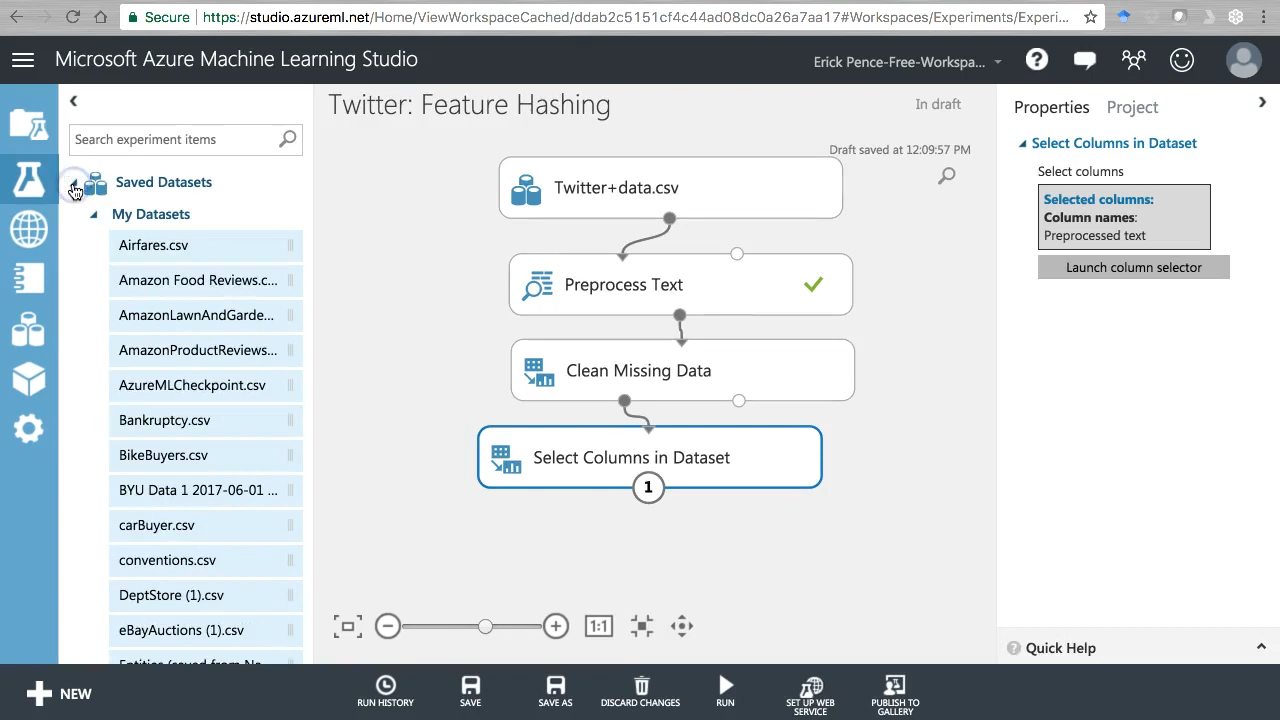 Secure
https://studio.azureml.net/Home/ViewWorkspaceCached/ddab2c5151cf4c44ad08dc0a26a7aa17#Workspaces/Experiments/Experi...
Microsoft Azure Machine Learning Studio
Erick Pence-Free-Workspa...
Search experiment items
Saved Datasets
My Datasets
Airfares.csv
Amazon Food Reviews.c...
AmazonLawnAndGarde...
AmazonProductReviews...
AzureMLCheckpoint.csv
Bankruptcy.csv
BikeBuyers.csv
BYU Data 1 2017-06-01 ...
carBuyer.csv
conventions.csv
DeptStore (1).csv
eBayAuctions (1).csv
Twitter: Feature Hashing
In draft
Draft saved at 12:09:57 PM
Twitter+data.csv
Preprocess Text
Clean Missing Data
Select Columns in Dataset
1
1:1
Properties
Project
Select Columns in Dataset
Select columns
Selected columns:
Column names:
Preprocessed text
Launch column selector
Quick Help
NEW
RUN HISTORY
SAVE
SAVE AS
DISCARD CHANGES
RUN
SET UP WEB
SERVICE
PUBLISH TO
GALLERY